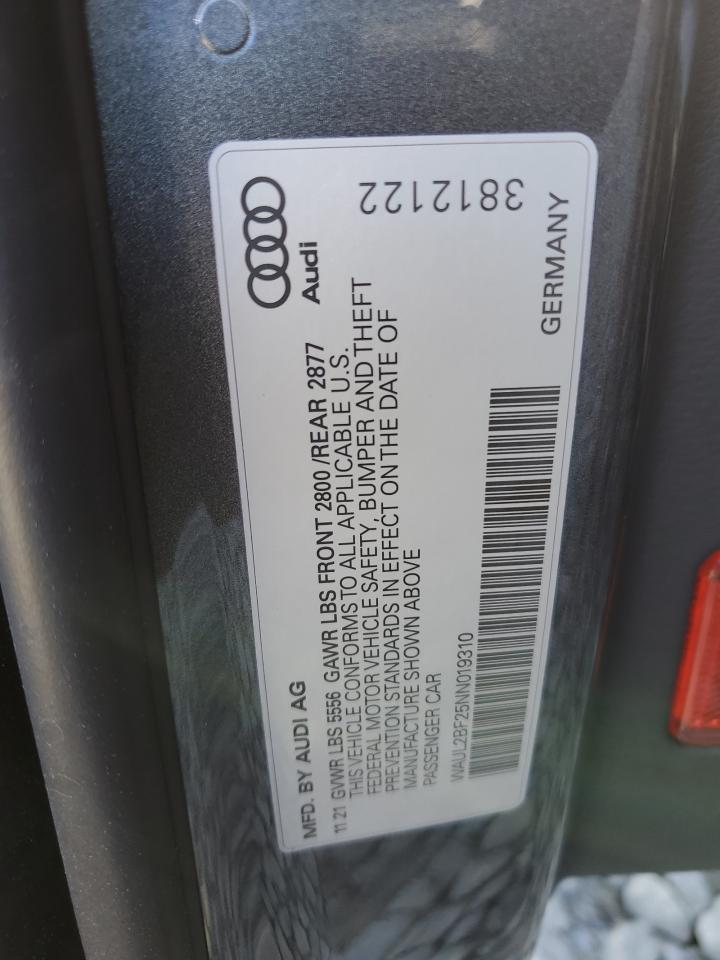 MFD. BY AUDI AG
Audi
11 21 GVWR LBS 5556 GAWR LBS FRONT 2800/REAR 2877
THIS VEHICLE CONFORMS TO ALL APPLICABLE U.S.
FEDERAL MOTOR VEHICLE SAFETY, BUMPER AND THEFT
PREVENTION STANDARDS IN EFFECT ON THE DATE OF
MANUFACTURE SHOWN ABOVE
PASSENGER CAR
WAUL2BF25NN019310
3812122
GERMANY